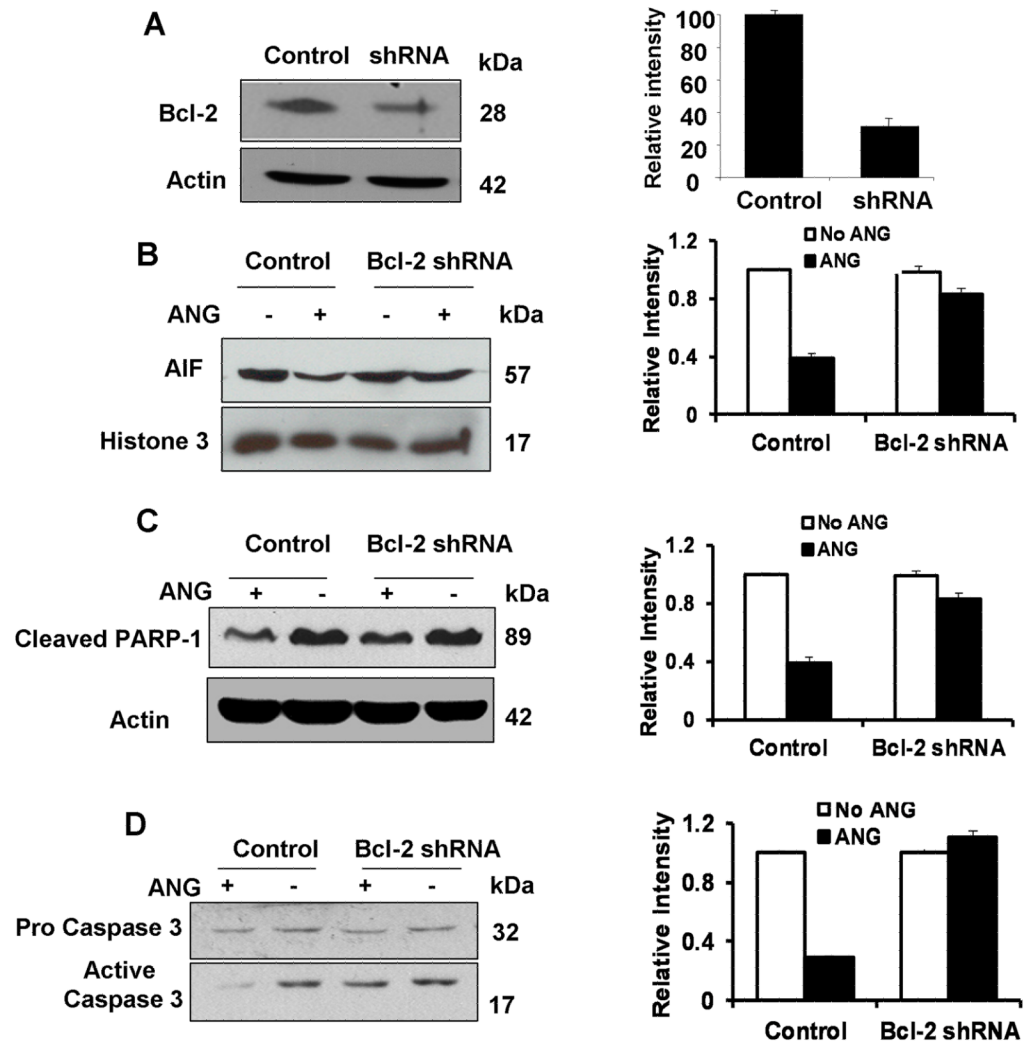 A
Control shRNA kDa
Bcl-2 28
Actin 42
Relative intensity
100
80
60
40
20
0
Control shRNA
B
Control Bcl-2 shRNA
ANG - + - + kDa
AIF 57
Histone 3 17
No ANG
ANG
Relative Intensity
1.2
0.8
0.4
0
Control Bcl-2 shRNA
C
Control Bcl-2 shRNA
ANG + - + - kDa
Cleaved PARP-1 89
Actin 42
No ANG
ANG
Relative Intensity
1.2
0.8
0.4
0
Control Bcl-2 shRNA
D
Control Bcl-2 shRNA
ANG + - + - kDa
Pro Caspase 3 32
Active
Caspase 3 17
No ANG
ANG
Relative Intensity
1.2
0.8
0.4
0
Control Bcl-2 shRNA